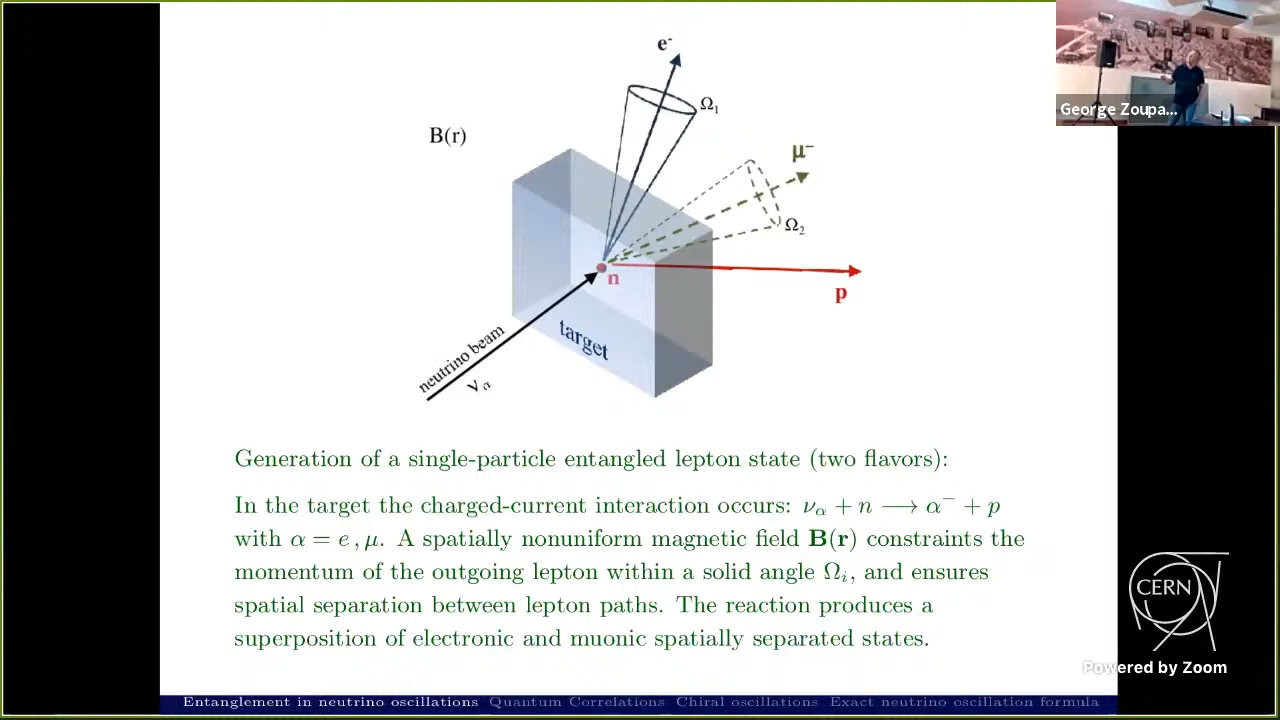 e⁻
Ω₁
B(r)
μ⁻
Ω₂
n
p
target
neutrino beam
ν α
George Zoupa...
Generation of a single-particle entangled lepton state (two flavors):
In the target the charged-current interaction occurs: να + n ⟶ α⁻ + p
with α = e , μ. A spatially nonuniform magnetic field B(r) constraints the
momentum of the outgoing lepton within a solid angle Ωi, and ensures
spatial separation between lepton paths. The reaction produces a
superposition of electronic and muonic spatially separated states.
CERN
Powered by Zoom
Entanglement in neutrino oscillations Quantum Correlations Chiral oscillations Exact neutrino oscillation formula